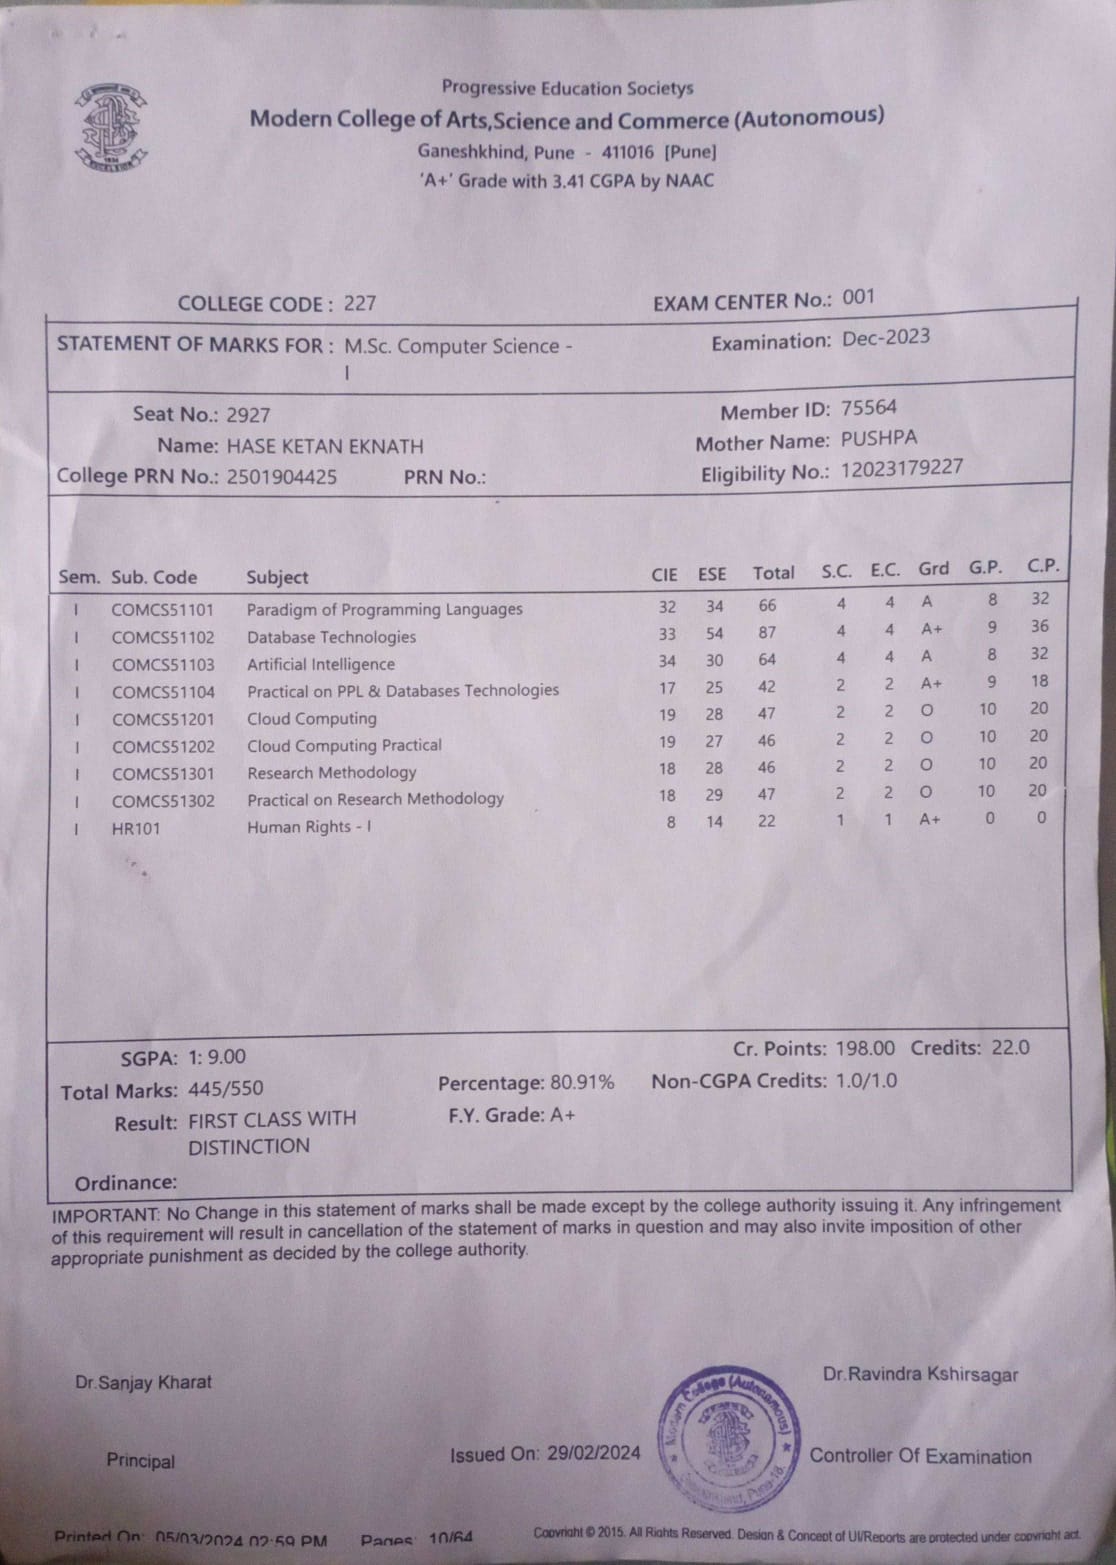 Progressive Education Societys
Modern College of Arts,Science and Commerce (Autonomous)
Ganeshkhind, Pune - 411016 [Pune]
'A+' Grade with 3.41 CGPA by NAAC
1934
EXCELSIOR
COLLEGE CODE : 227 EXAM CENTER No.: 001
STATEMENT OF MARKS FOR : M.Sc. Computer Science - Examination: Dec-2023
I
Seat No.: 2927 Member ID: 75564
Name: HASE KETAN EKNATH Mother Name: PUSHPA
College PRN No.: 2501904425 PRN No.: Eligibility No.: 12023179227
Sem. Sub. Code Subject CIE ESE Total S.C. E.C. Grd G.P. C.P.
I COMCS51101 Paradigm of Programming Languages 32 34 66 4 4 A 8 32
I COMCS51102 Database Technologies 33 54 87 4 4 A+ 9 36
I COMCS51103 Artificial Intelligence 34 30 64 4 4 A 8 32
I COMCS51104 Practical on PPL & Databases Technologies 17 25 42 2 2 A+ 9 18
I COMCS51201 Cloud Computing 19 28 47 2 2 O 10 20
I COMCS51202 Cloud Computing Practical 19 27 46 2 2 O 10 20
I COMCS51301 Research Methodology 18 28 46 2 2 O 10 20
I COMCS51302 Practical on Research Methodology 18 29 47 2 2 O 10 20
I HR101 Human Rights - I 8 14 22 1 1 A+ 0 0
SGPA: 1: 9.00 Cr. Points: 198.00 Credits: 22.0
Total Marks: 445/550 Percentage: 80.91% Non-CGPA Credits: 1.0/1.0
Result: FIRST CLASS WITH F.Y. Grade: A+
DISTINCTION
Ordinance:
IMPORTANT: No Change in this statement of marks shall be made except by the college authority issuing it. Any infringement
of this requirement will result in cancellation of the statement of marks in question and may also invite imposition of other
appropriate punishment as decided by the college authority.
Dr.Sanjay Kharat Dr.Ravindra Kshirsagar
Modern College (Autonomous)
Pune-16.
Principal Issued On: 29/02/2024 Controller Of Examination
Printed On: 05/03/2024 02:59 PM Pages: 10/64 Copyright © 2015. All Rights Reserved. Design & Concept of UI/Reports are protected under copyright act.